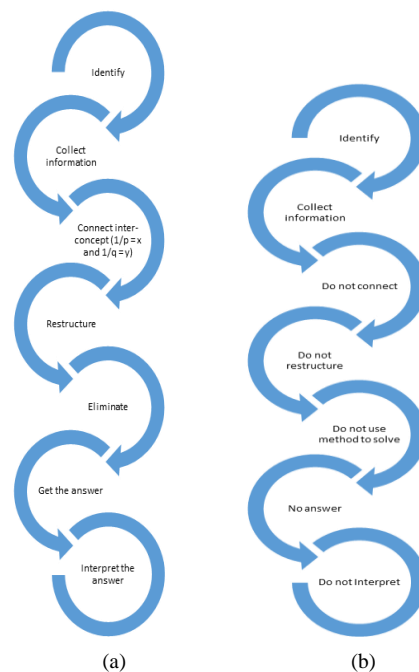 Identify
Collect
information
Connect inter-
concept (1/p = x
and 1/q = y)
Restructure
Eliminate
Get the answer
Interpret the
answer
(a)
Identify
Collect
information
Do not connect
Do not
restructure
Do not use
method to solve
No answer
Do not Interpret
(b)